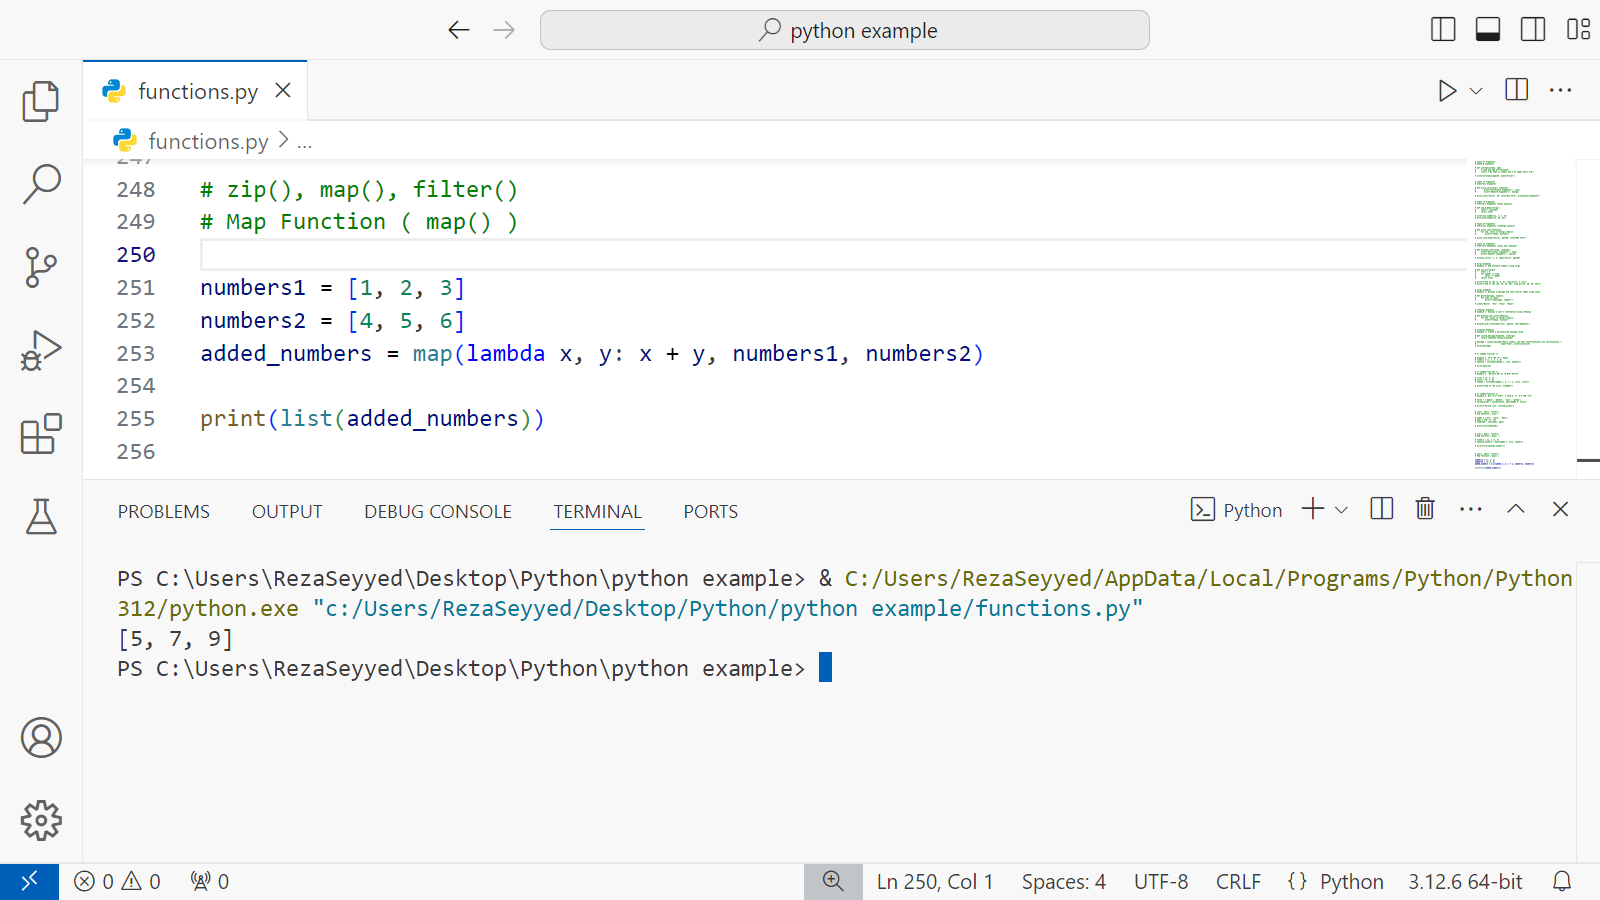 python example
functions.py
functions.py > ...
248 # zip(), map(), filter()
249 # Map Function ( map() )
250
251 numbers1 = [1, 2, 3]
252 numbers2 = [4, 5, 6]
253 added_numbers = map(lambda x, y: x + y, numbers1, numbers2)
254
255 print(list(added_numbers))
256
PROBLEMS OUTPUT DEBUG CONSOLE TERMINAL PORTS Python
PS C:\Users\RezaSeyyed\Desktop\Python\python example> & C:/Users/RezaSeyyed/AppData/Local/Programs/Python/Python
312/python.exe "c:/Users/RezaSeyyed/Desktop/Python/python example/functions.py"
[5, 7, 9]
PS C:\Users\RezaSeyyed\Desktop\Python\python example>
0 0 0 Ln 250, Col 1 Spaces: 4 UTF-8 CRLF {} Python 3.12.6 64-bit